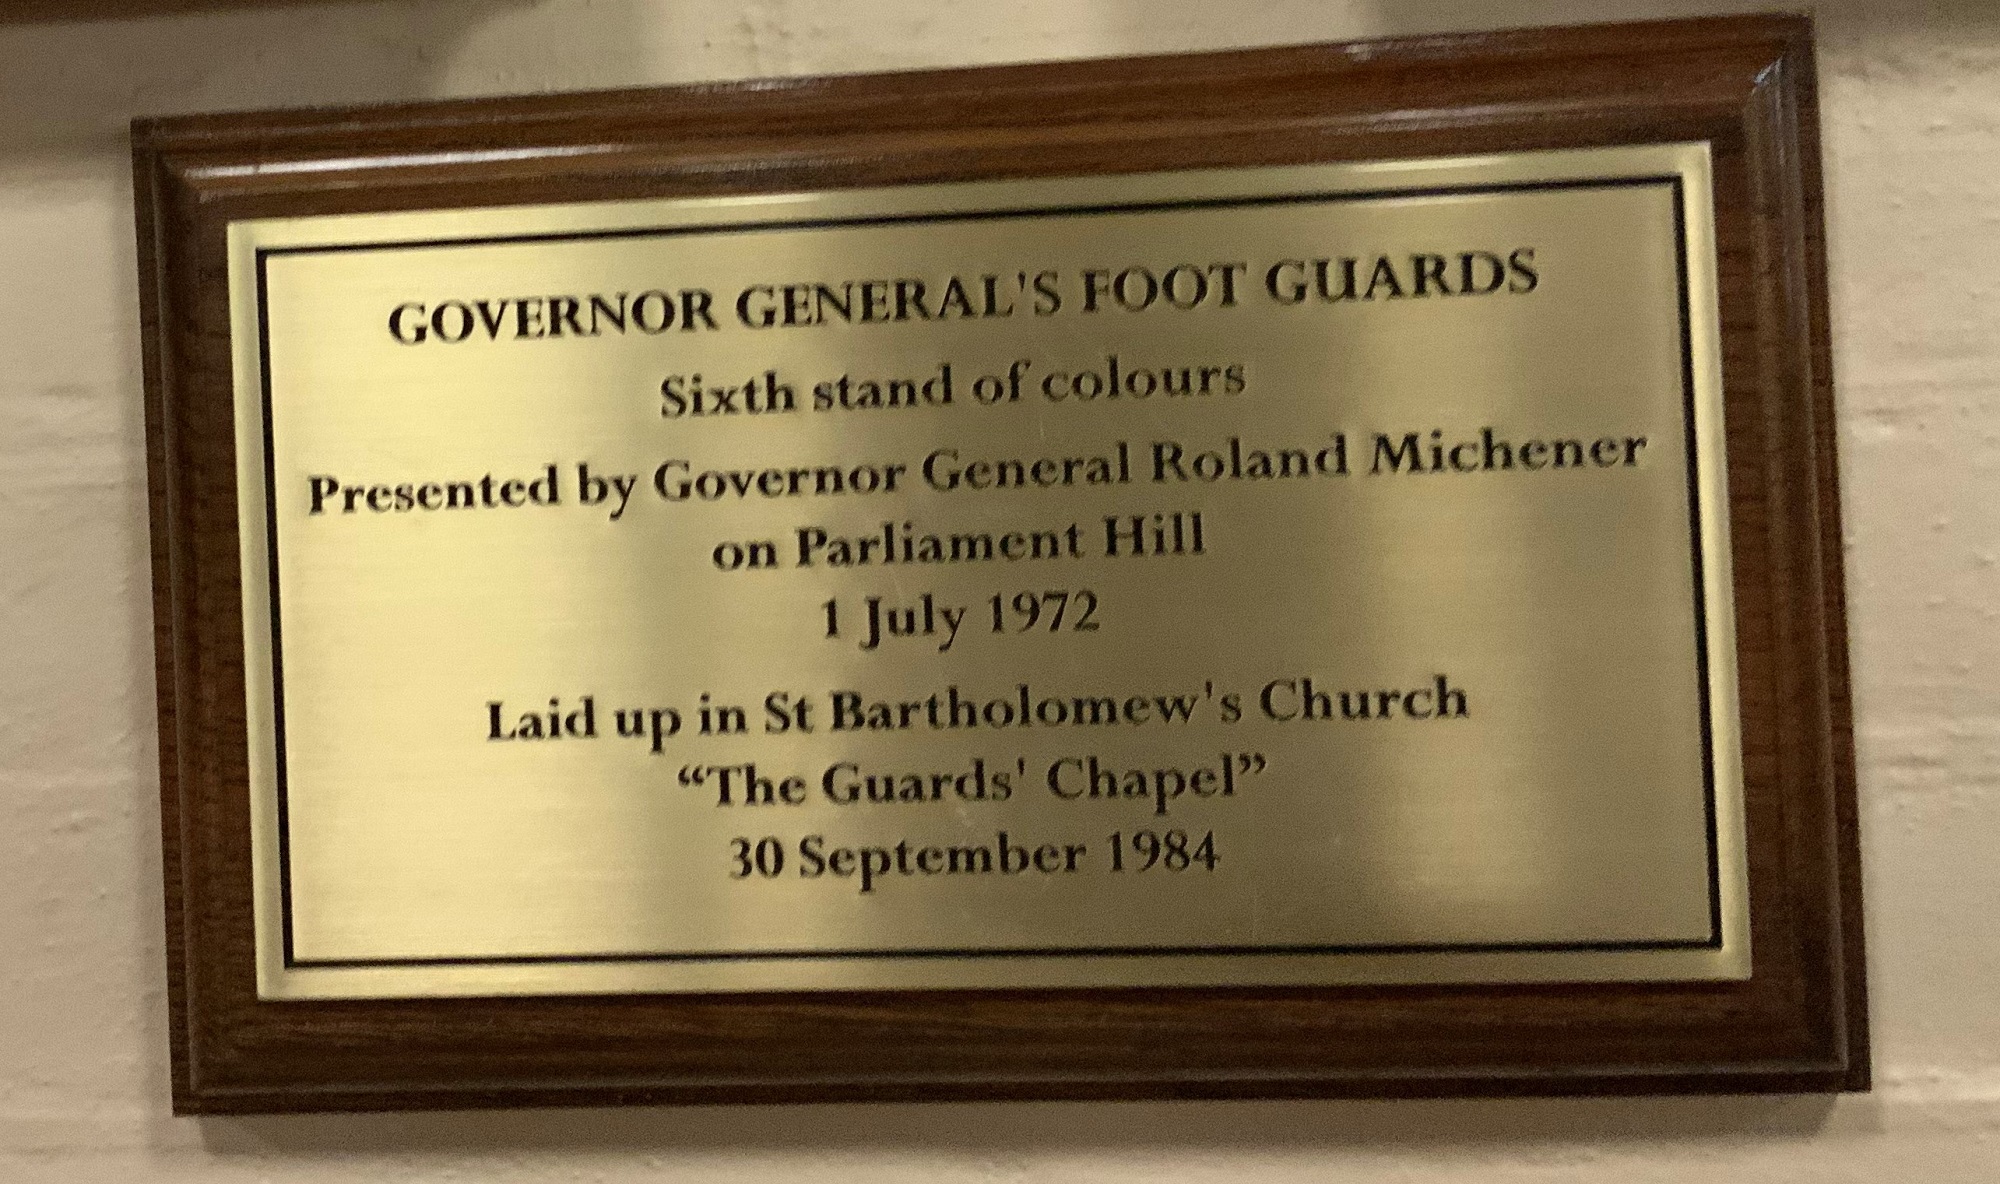 GOVERNOR GENERAL'S FOOT GUARDS
Sixth stand of colours
Presented by Governor General Roland Michener
on Parliament Hill
1 July 1972
Laid up in St Bartholomew's Church
“The Guards' Chapel”
30 September 1984